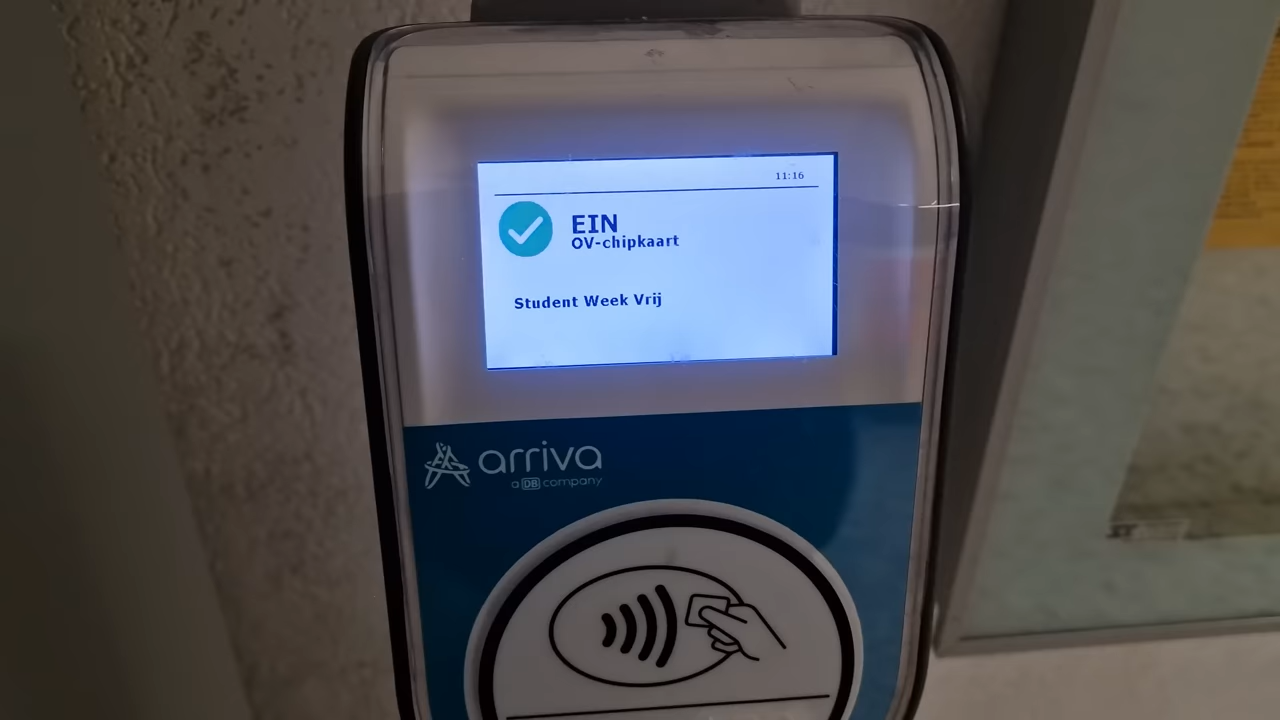 11:16
EIN
OV-chipkaart
Student Week Vrij
arriva
a DB company